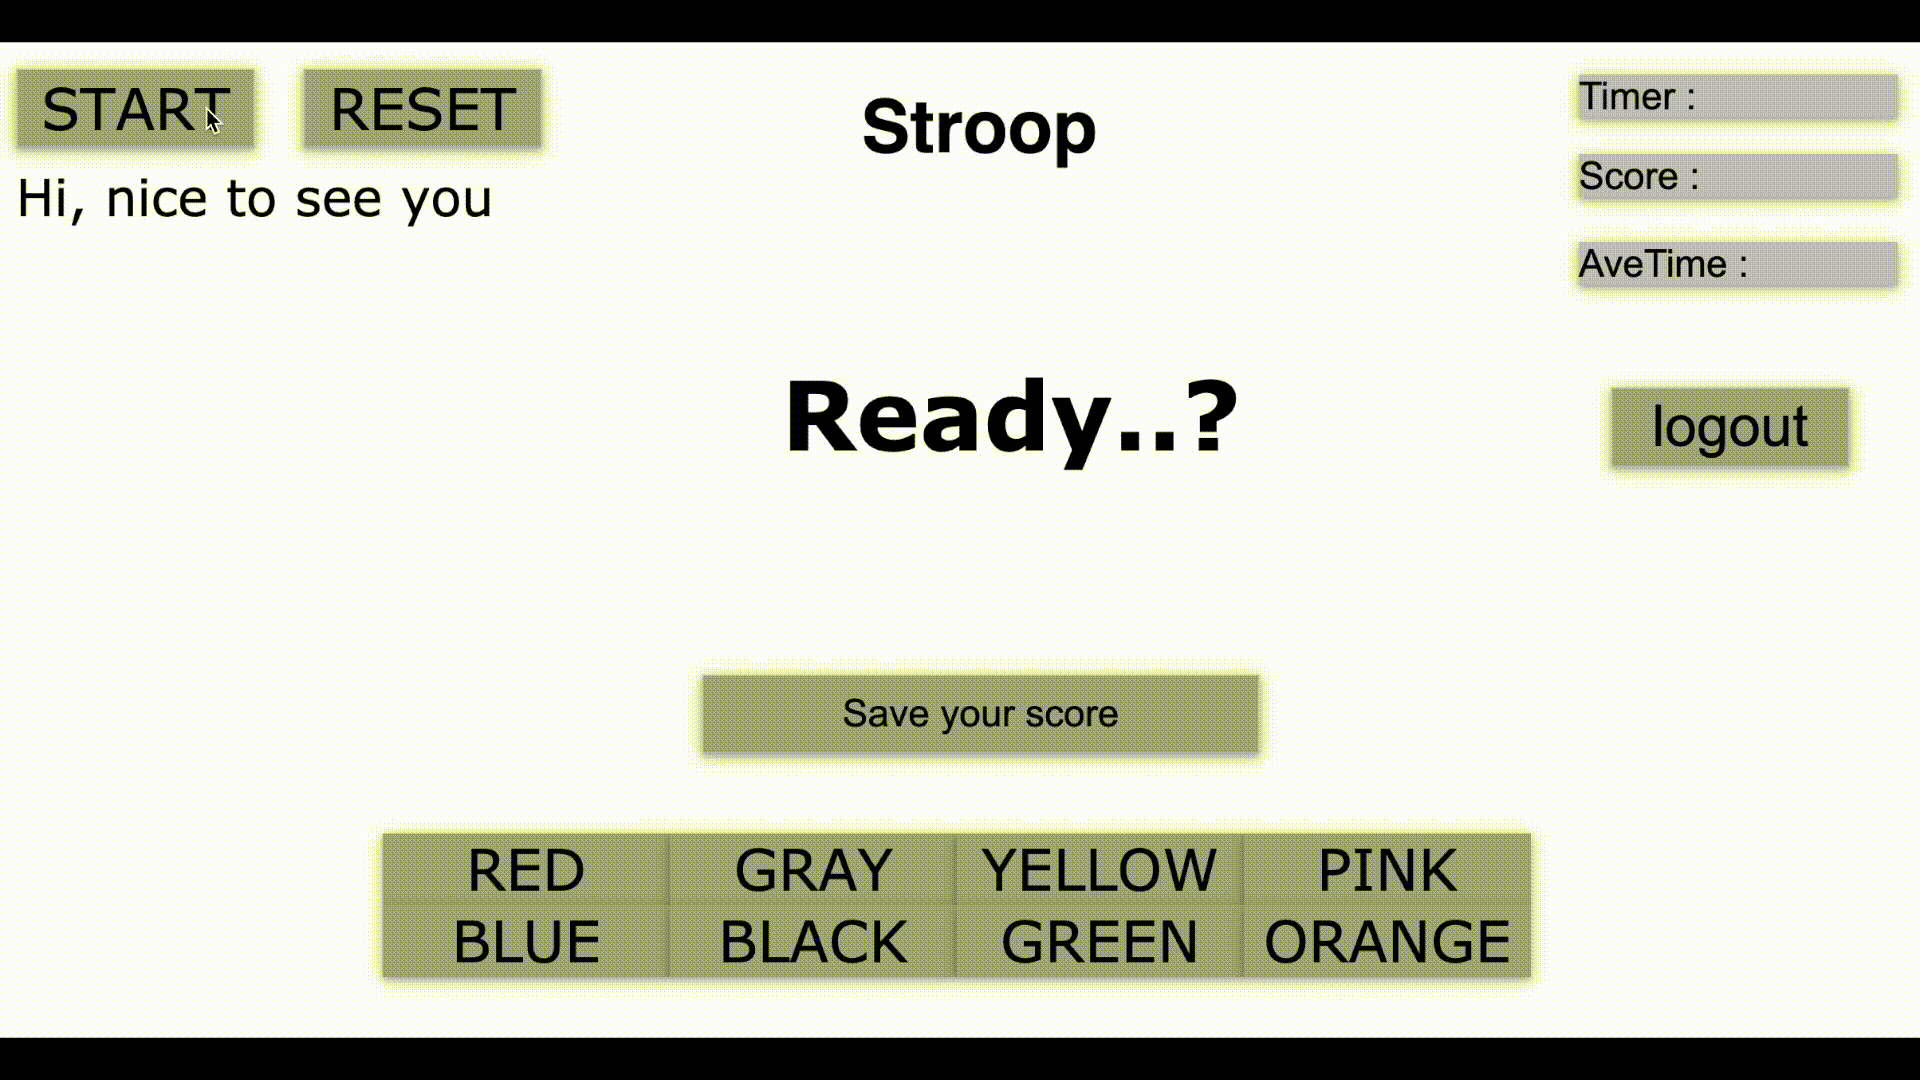 START
RESET
Hi, nice to see you
Stroop
Timer :
Score :
AveTime :
Ready..?
logout
Save your score
RED GRAY YELLOW PINK
BLUE BLACK GREEN ORANGE